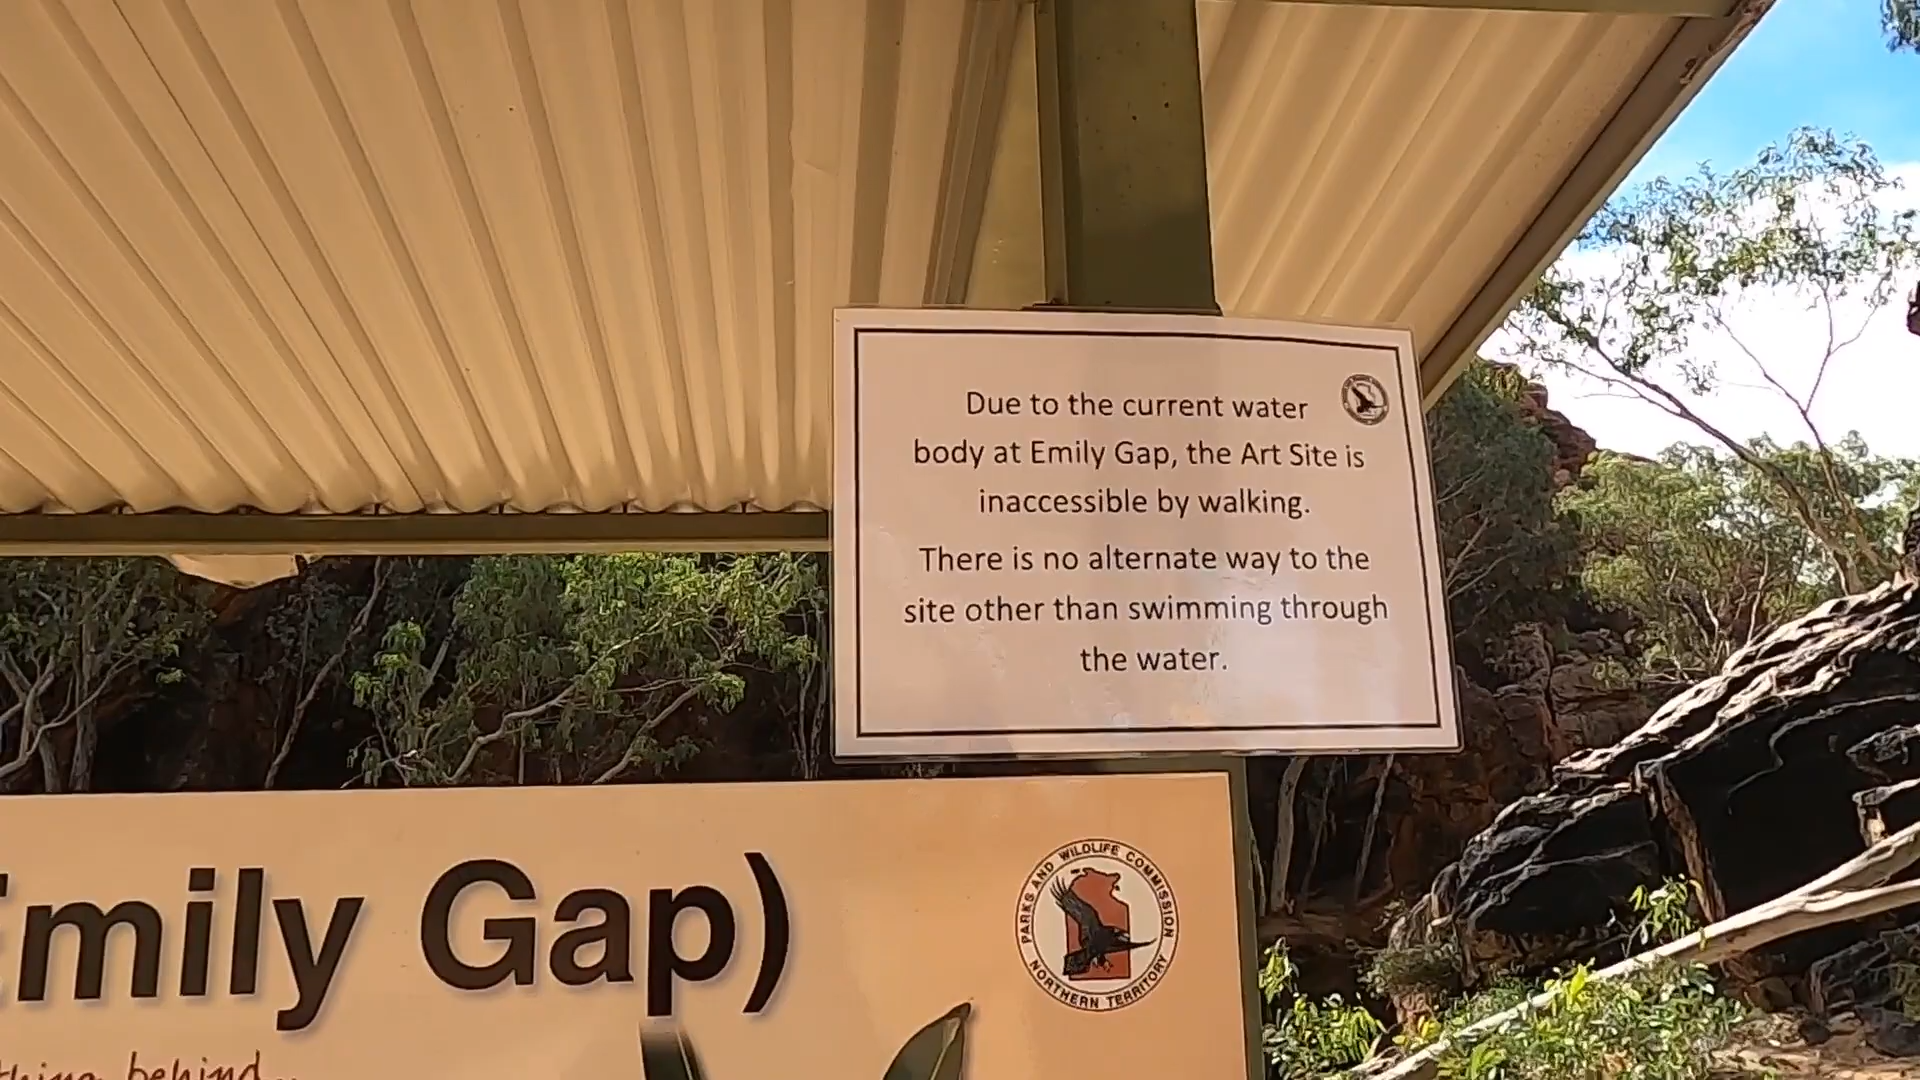 Due to the current water
body at Emily Gap, the Art Site is
inaccessible by walking.
There is no alternate way to the
site other than swimming through
the water.
Emily Gap)
PARKS AND WILDLIFE COMMISSION
NORTHERN TERRITORY
behind...